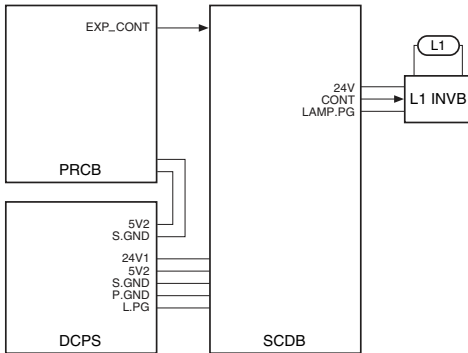 EXP_CONT
PRCB
5V2
S.GND
24V1
5V2
S.GND
P.GND
L.PG
DCPS
24V
CONT
LAMP.PG
SCDB
L1
L1 INVB